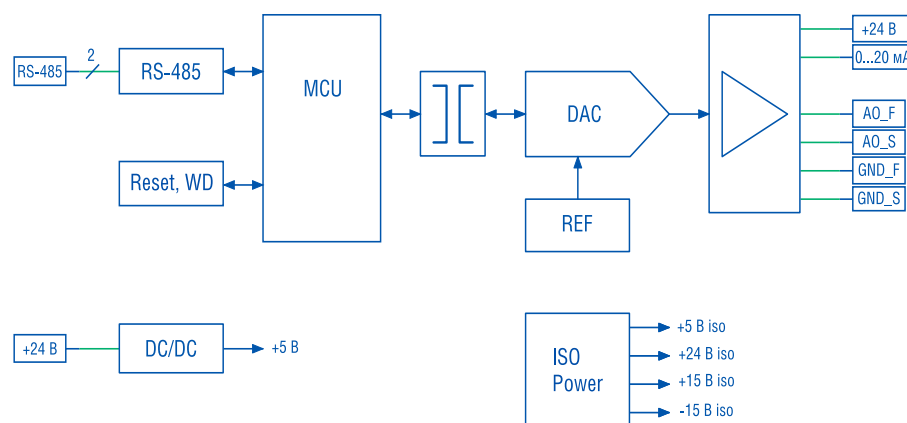 +24 В
0...20 мА
2
RS-485
RS-485
MCU
DAC
AO_F
AO_S
GND_F
GND_S
Reset, WD
REF
+24 В
DC/DC
+5 В
ISO
Power
+5 В iso
+24 В iso
+15 В iso
-15 В iso